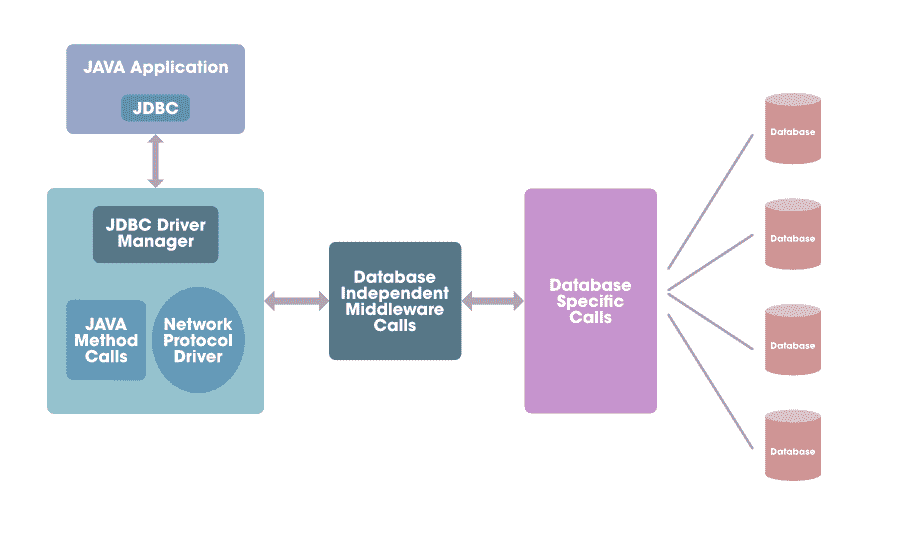 JAVA Application
JDBC
JDBC Driver
Manager
JAVA
Method
Calls
Network
Protocol
Driver
Database
Independent
Middleware
Calls
Database
Specific
Calls
Database
Database
Database
Database